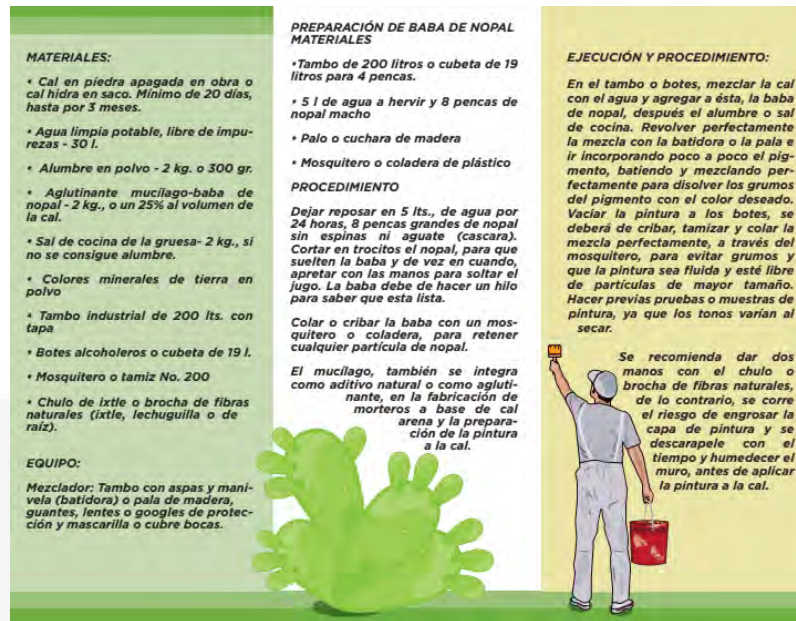 MATERIALES:
• Cal en piedra apagada en obra o
cal hidra en saco. Mínimo de 20 días,
hasta por 3 meses.
• Agua limpia potable, libre de impu-
rezas - 30 l.
• Alumbre en polvo - 2 kg. o 300 gr.
• Aglutinante mucílago-baba de
nopal - 2 kg., o un 25% al volumen de
la cal.
• Sal de cocina de la gruesa- 2 kg., si
no se consigue alumbre.
• Colores minerales de tierra en
polvo
• Tambo industrial de 200 lts. con
tapa
• Botes alcoholeros o cubeta de 19 l.
• Mosquitero o tamiz No. 200
• Chulo de ixtle o brocha de fibras
naturales (ixtle, lechuguilla o de
raíz).
EQUIPO:
Mezclador: Tambo con aspas y mani-
vela (batidora) o pala de madera,
guantes, lentes o googles de protec-
ción y mascarilla o cubre bocas.
PREPARACIÓN DE BABA DE NOPAL
MATERIALES
•Tambo de 200 litros o cubeta de 19
litros para 4 pencas.
• 5 l de agua a hervir y 8 pencas de
nopal macho
• Palo o cuchara de madera
• Mosquitero o coladera de plástico
PROCEDIMIENTO
Dejar reposar en 5 lts., de agua por
24 horas, 8 pencas grandes de nopal
sin espinas ni aguate (cascara).
Cortar en trocitos el nopal, para que
suelten la baba y de vez en cuando,
apretar con las manos para soltar el
jugo. La baba debe de hacer un hilo
para saber que esta lista.
Colar o cribar la baba con un mos-
quitero o coladera, para retener
cualquier partícula de nopal.
El mucílago, también se integra
como aditivo natural o como agluti-
nante, en la fabricación de
morteros a base de cal
arena y la prepara-
ción de la pintura
a la cal.
EJECUCIÓN Y PROCEDIMIENTO:
En el tambo o botes, mezclar la cal
con el agua y agregar a ésta, la baba
de nopal, después el alumbre o sal
de cocina. Revolver perfectamente
la mezcla con la batidora o la pala e
ir incorporando poco a poco el pig-
mento, batiendo y mezclando per-
fectamente para disolver los grumos
del pigmento con el color deseado.
Vaciar la pintura a los botes, se
deberá de cribar, tamizar y colar la
mezcla perfectamente, a través del
mosquitero, para evitar grumos y
que la pintura sea fluida y esté libre
de partículas de mayor tamaño.
Hacer previas pruebas o muestras de
pintura, ya que los tonos varían al
secar.
Se recomienda dar dos
manos con el chulo o
brocha de fibras naturales,
de lo contrario, se corre
el riesgo de engrosar la
capa de pintura y se
descarapele con el
tiempo y humedecer el
muro, antes de aplicar
la pintura a la cal.